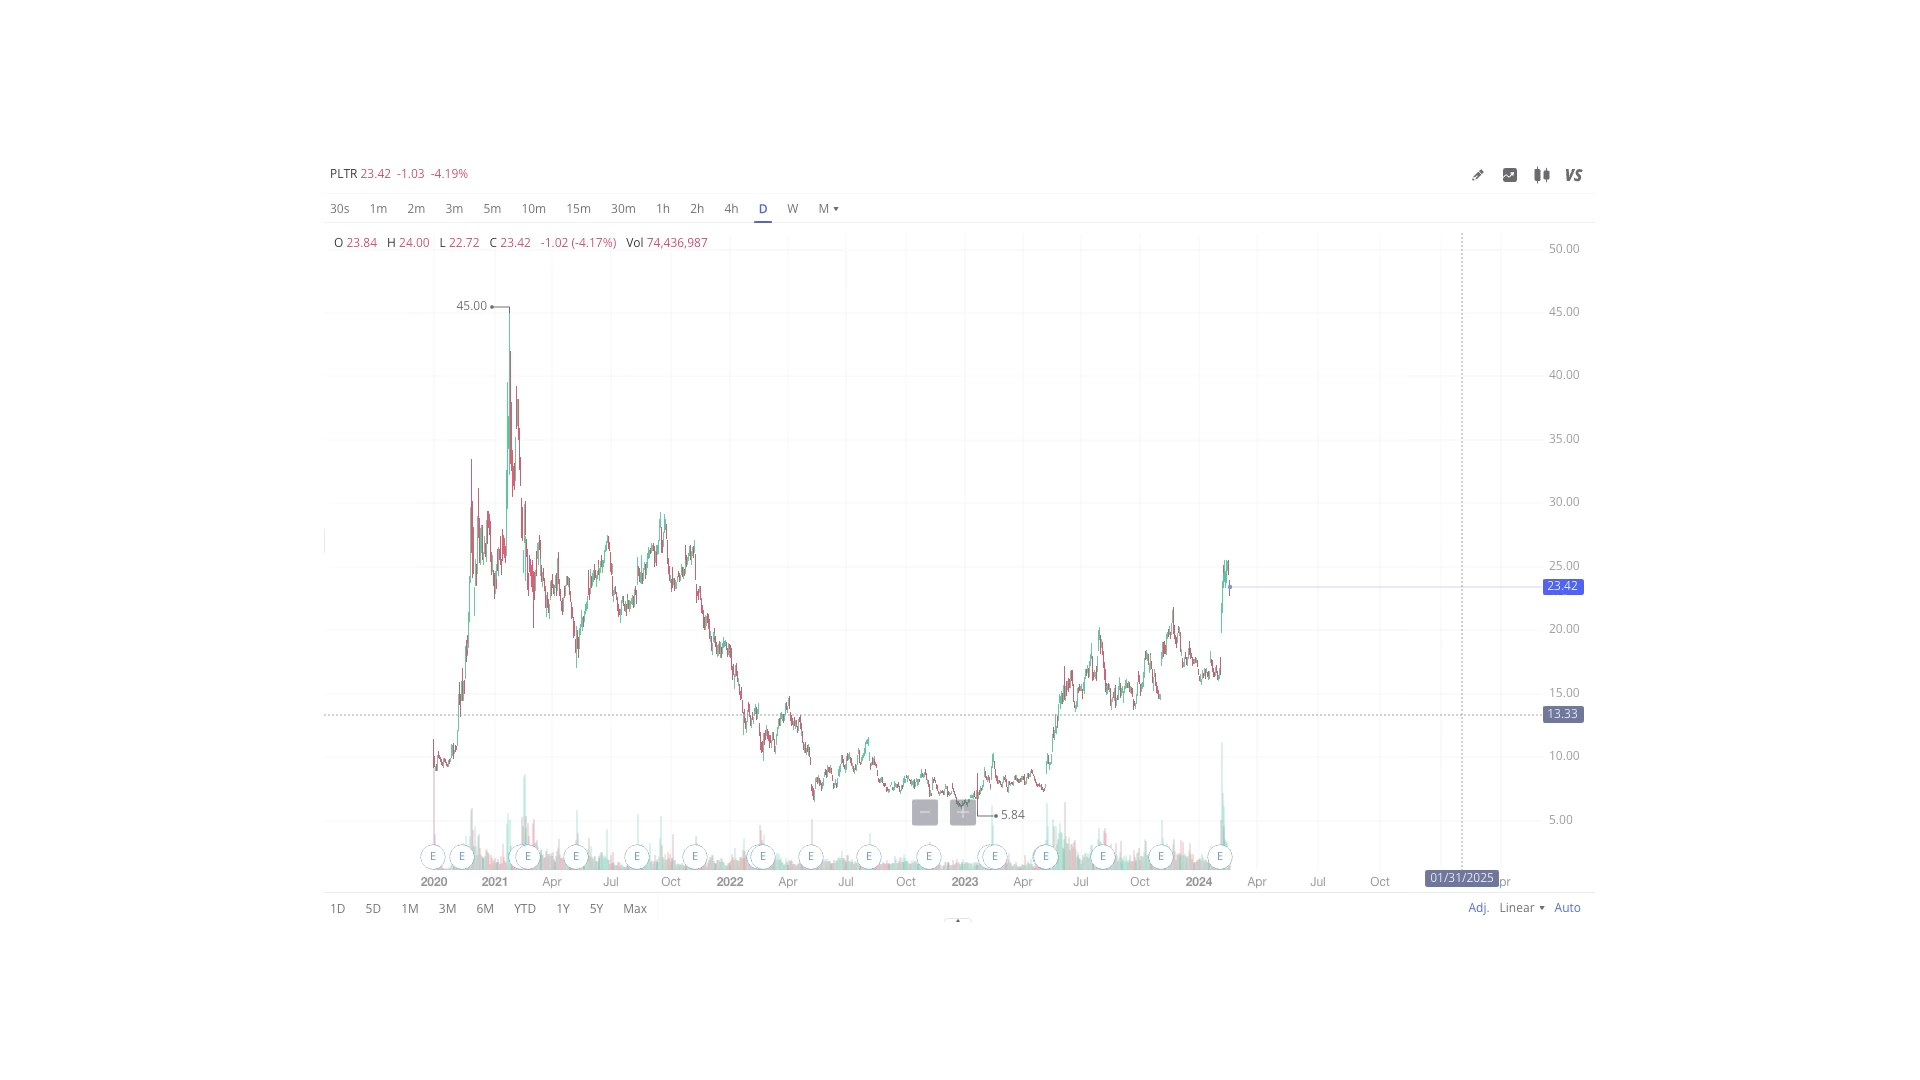 PLTR 23.42 -1.03 -4.19%
VS
30s 1m 2m 3m 5m 10m 15m 30m 1h 2h 4h D W M
O 23.84 H 24.00 L 22.72 C 23.42 -1.02 (-4.17%) Vol 74,436,987
50.00
45.00
45.00
40.00
35.00
30.00
25.00
23.42
20.00
15.00
13.33
10.00
5.84
5.00
E E E E E E E E E E E E E E E
2020 2021 Apr Jul Oct 2022 Apr Jul Oct 2023 Apr Jul Oct 2024 Apr Jul Oct 01/31/2025 pr
1D 5D 1M 3M 6M YTD 1Y 5Y Max Adj. Linear Auto